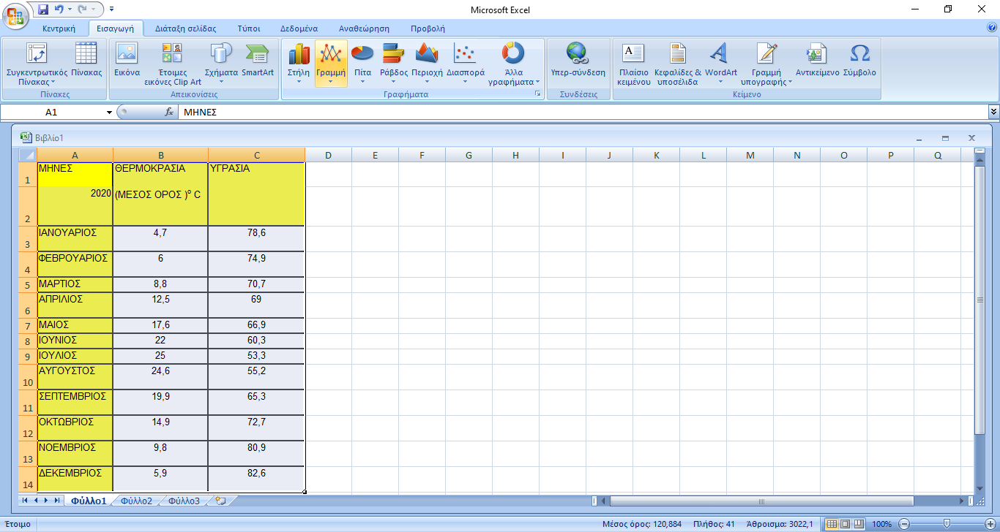 Microsoft Excel
Κεντρική Εισαγωγή Διάταξη σελίδας Τύποι Δεδομένα Αναθεώρηση Προβολή
Συγκεντρωτικός Πίνακας Εικόνα Έτοιμες Σχήματα SmartArt Στήλη Γραμμή Πίτα Ράβδος Περιοχή Διασπορά Άλλα Υπερ-σύνδεση Πλαίσιο Κεφαλίδες & WordArt Γραμμή Αντικείμενο Σύμβολο
Πίνακας εικόνες Clip Art γραφήματα κειμένου υποσέλιδα υπογραφής
Πίνακες Απεικονίσεις Γραφήματα Συνδέσεις Κείμενο
A1 fx ΜΗΝΕΣ
Βιβλίο1
A B C D E F G H I J K L M N O P Q
1 ΜΗΝΕΣ ΘΕΡΜΟΚΡΑΣΙΑ ΥΓΡΑΣΙΑ
2 2020 (ΜΕΣΟΣ ΟΡΟΣ )º C
3 ΙΑΝΟΥΑΡΙΟΣ 4,7 78,6
4 ΦΕΒΡΟΥΑΡΙΟΣ 6 74,9
5 ΜΑΡΤΙΟΣ 8,8 70,7
6 ΑΠΡΙΛΙΟΣ 12,5 69
7 ΜΑΙΟΣ 17,6 66,9
8 ΙΟΥΝΙΟΣ 22 60,3
9 ΙΟΥΛΙΟΣ 25 53,3
10 ΑΥΓΟΥΣΤΟΣ 24,6 55,2
11 ΣΕΠΤΕΜΒΡΙΟΣ 19,9 65,3
12 ΟΚΤΩΒΡΙΟΣ 14,9 72,7
13 ΝΟΕΜΒΡΙΟΣ 9,8 80,9
14 ΔΕΚΕΜΒΡΙΟΣ 5,9 82,6
Φύλλο1 Φύλλο2 Φύλλο3
Έτοιμο Μέσος όρος: 120,884 Πλήθος: 41 Άθροισμα: 3022,1 100%